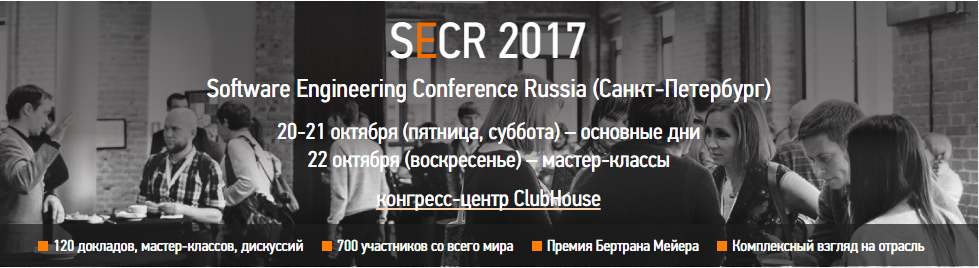 SECR 2017
Software Engineering Conference Russia (Санкт-Петербург)
20-21 октября (пятница, суббота) – основные дни
22 октября (воскресенье) – мастер-классы
конгресс-центр ClubHouse
120 докладов, мастер-классов, дискуссий 700 участников со всего мира Премия Бертрана Мейера Комплексный взгляд на отрасль